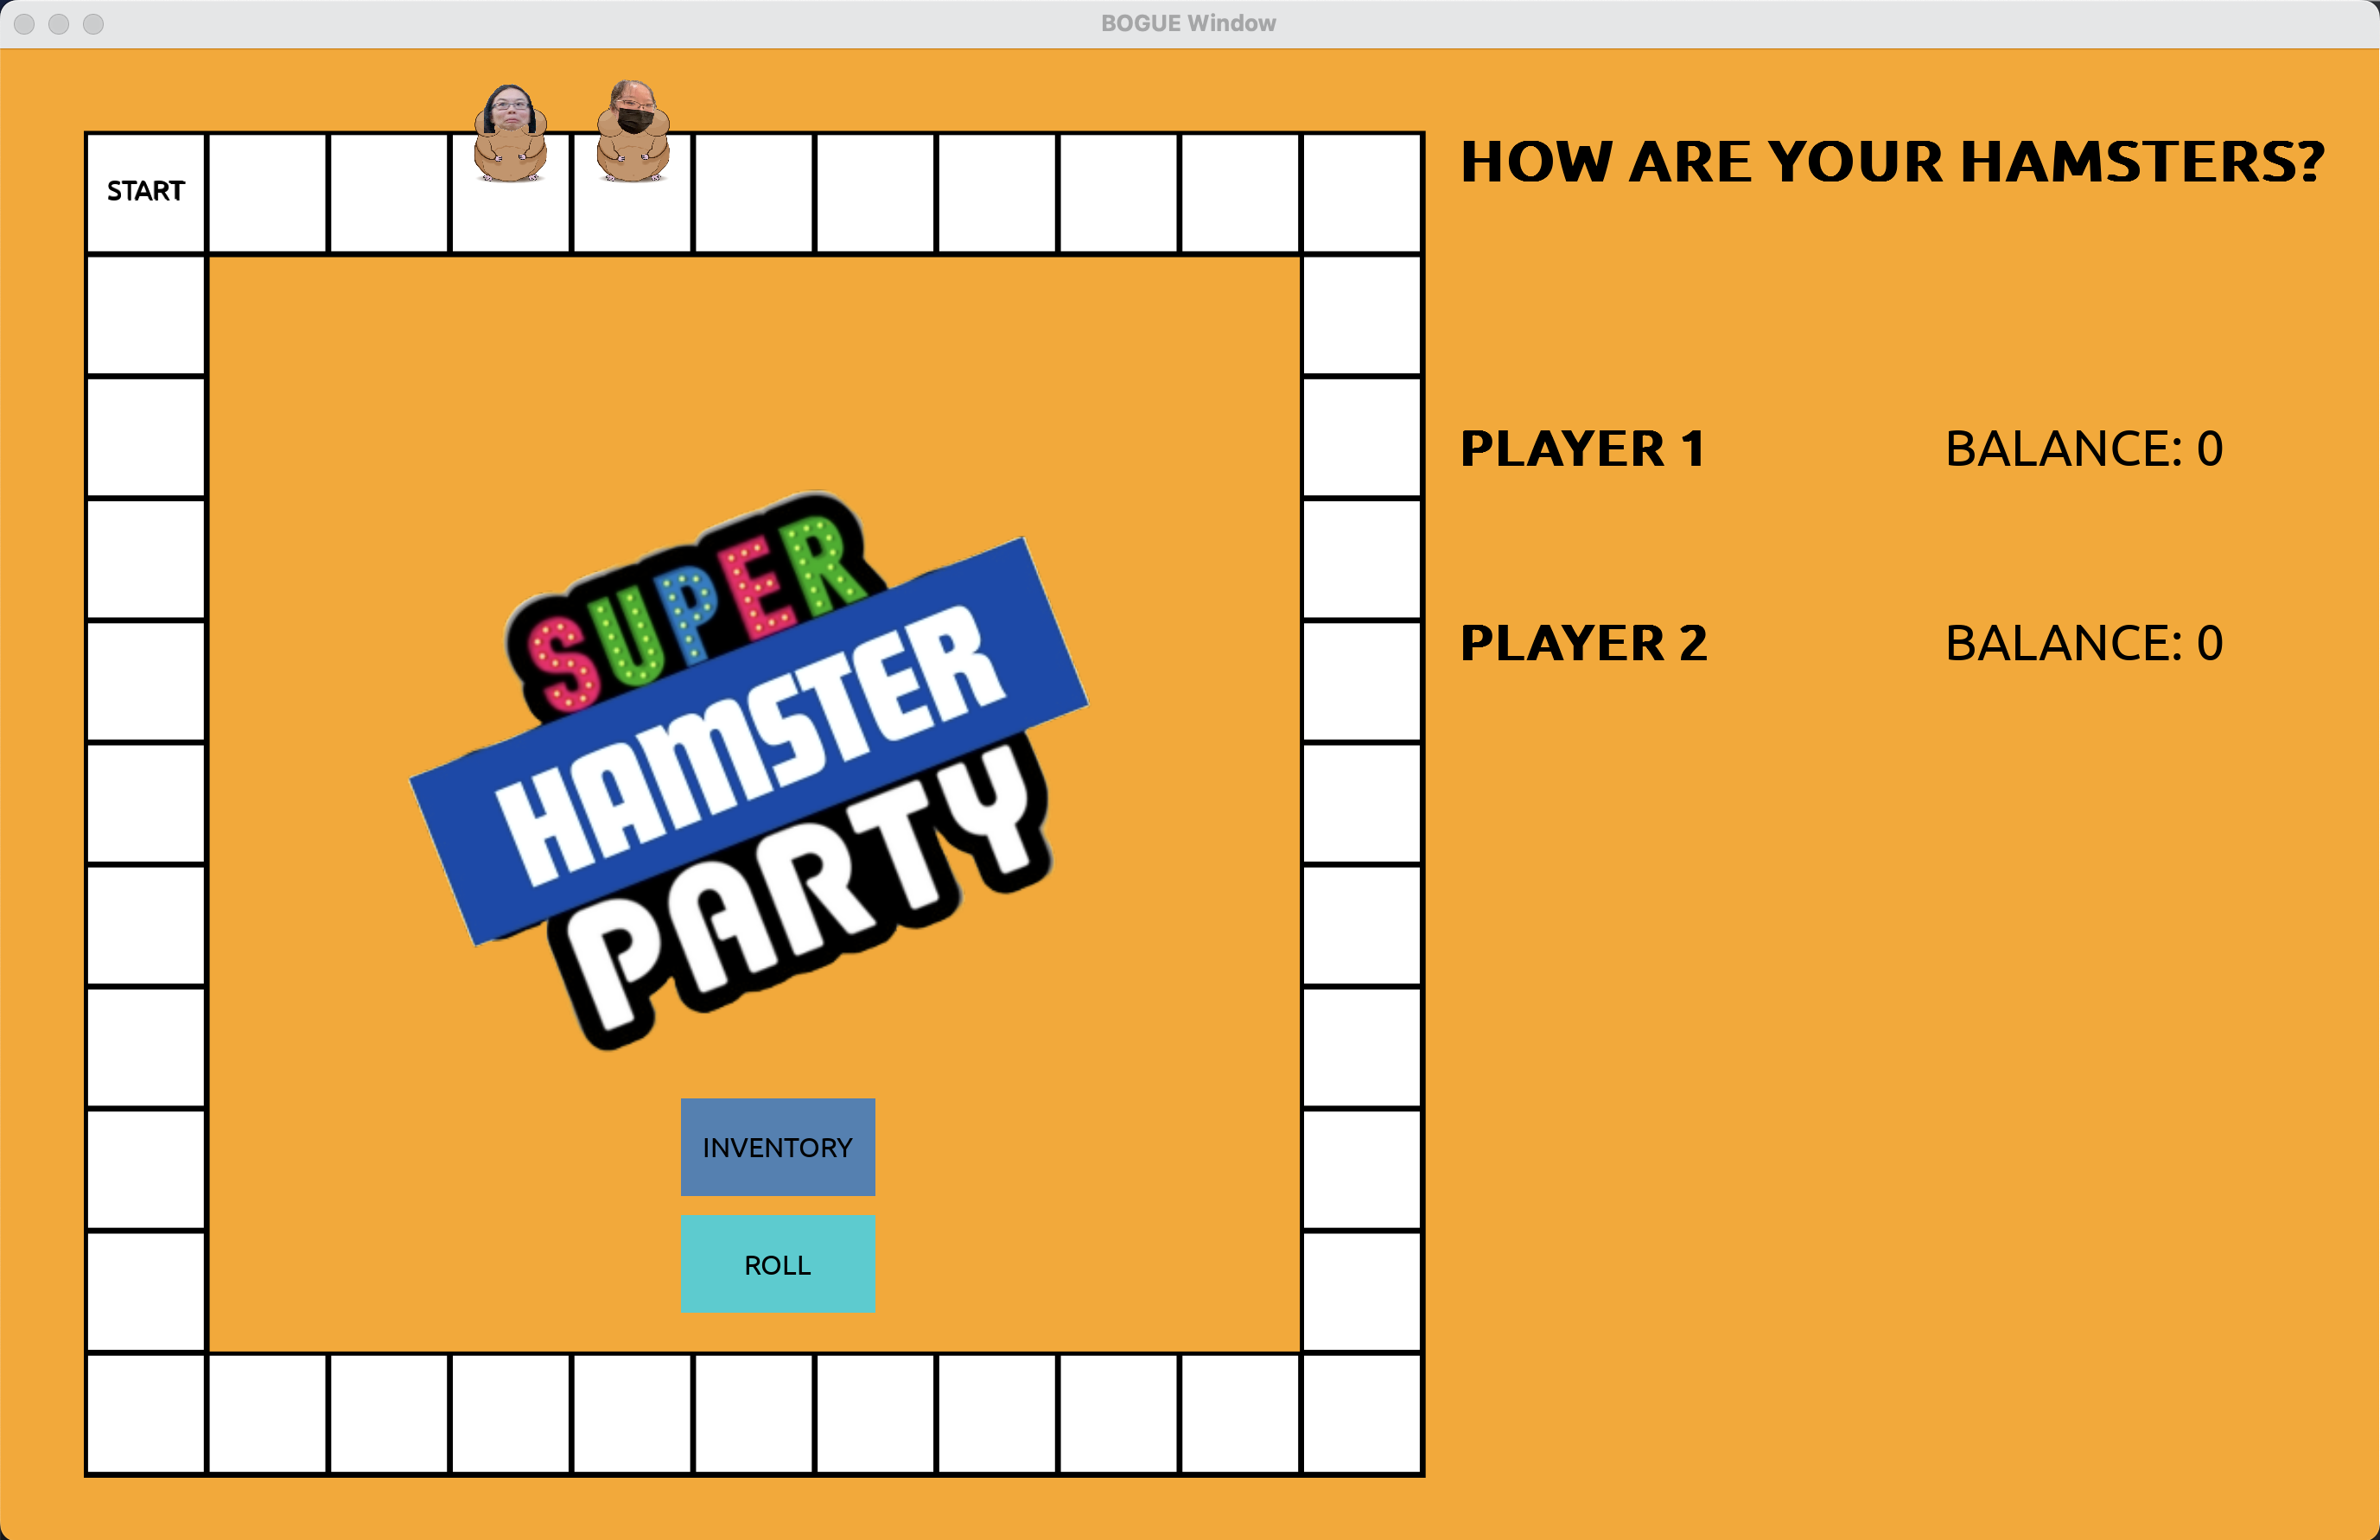 BOGUE Window
START
HOW ARE YOUR HAMSTERS?
PLAYER 1 BALANCE: 0
PLAYER 2 BALANCE: 0
SUPER
HAMSTER
PARTY
INVENTORY
ROLL